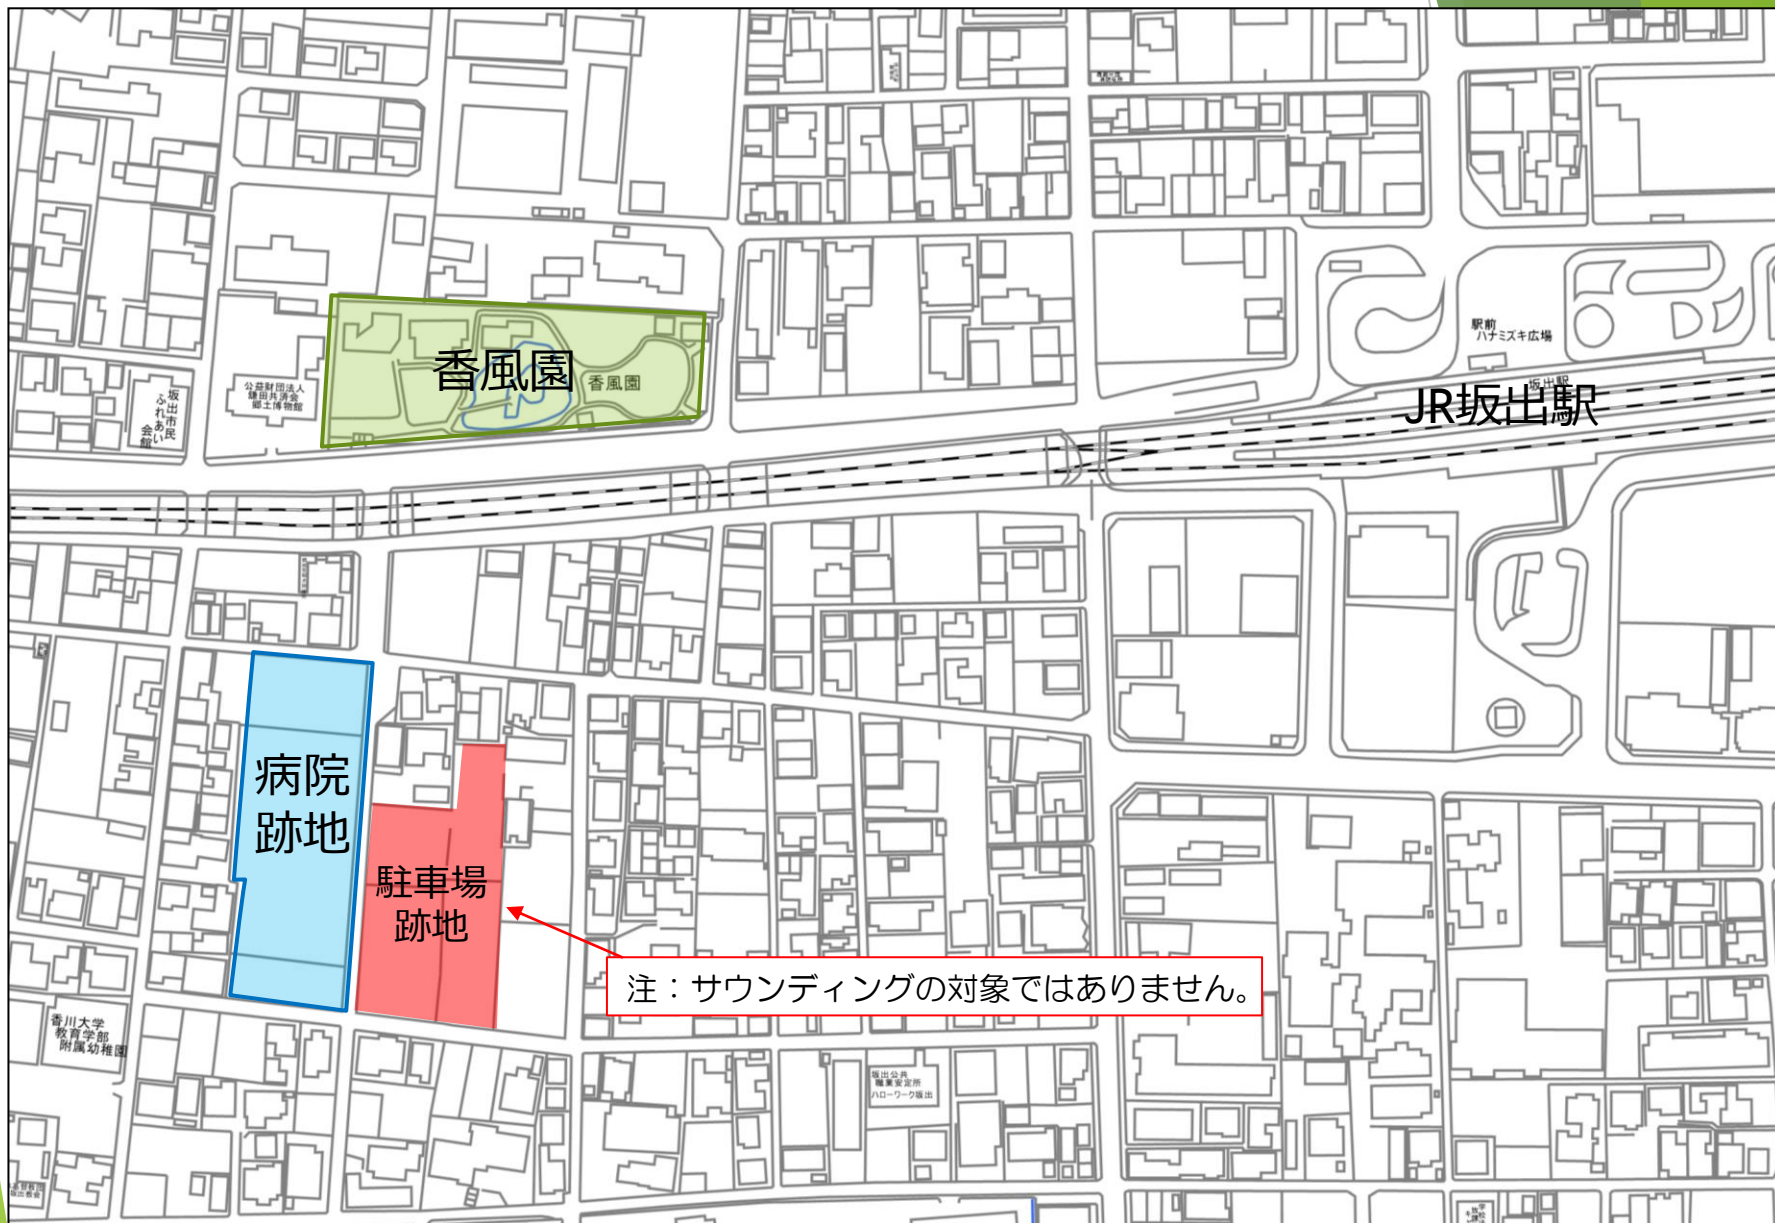 駅前
ハナミズキ広場
香風園
香風園
坂出駅
JR坂出駅
公益財団法人
鎌田共済会
郷土博物館
坂出市民
ふれあい
会館
病院
跡地
駐車場
跡地
注：サウンディングの対象ではありません。
香川大学
教育学部
附属幼稚園
坂出公共
職業安定所
ハローワーク坂出
坂出教会